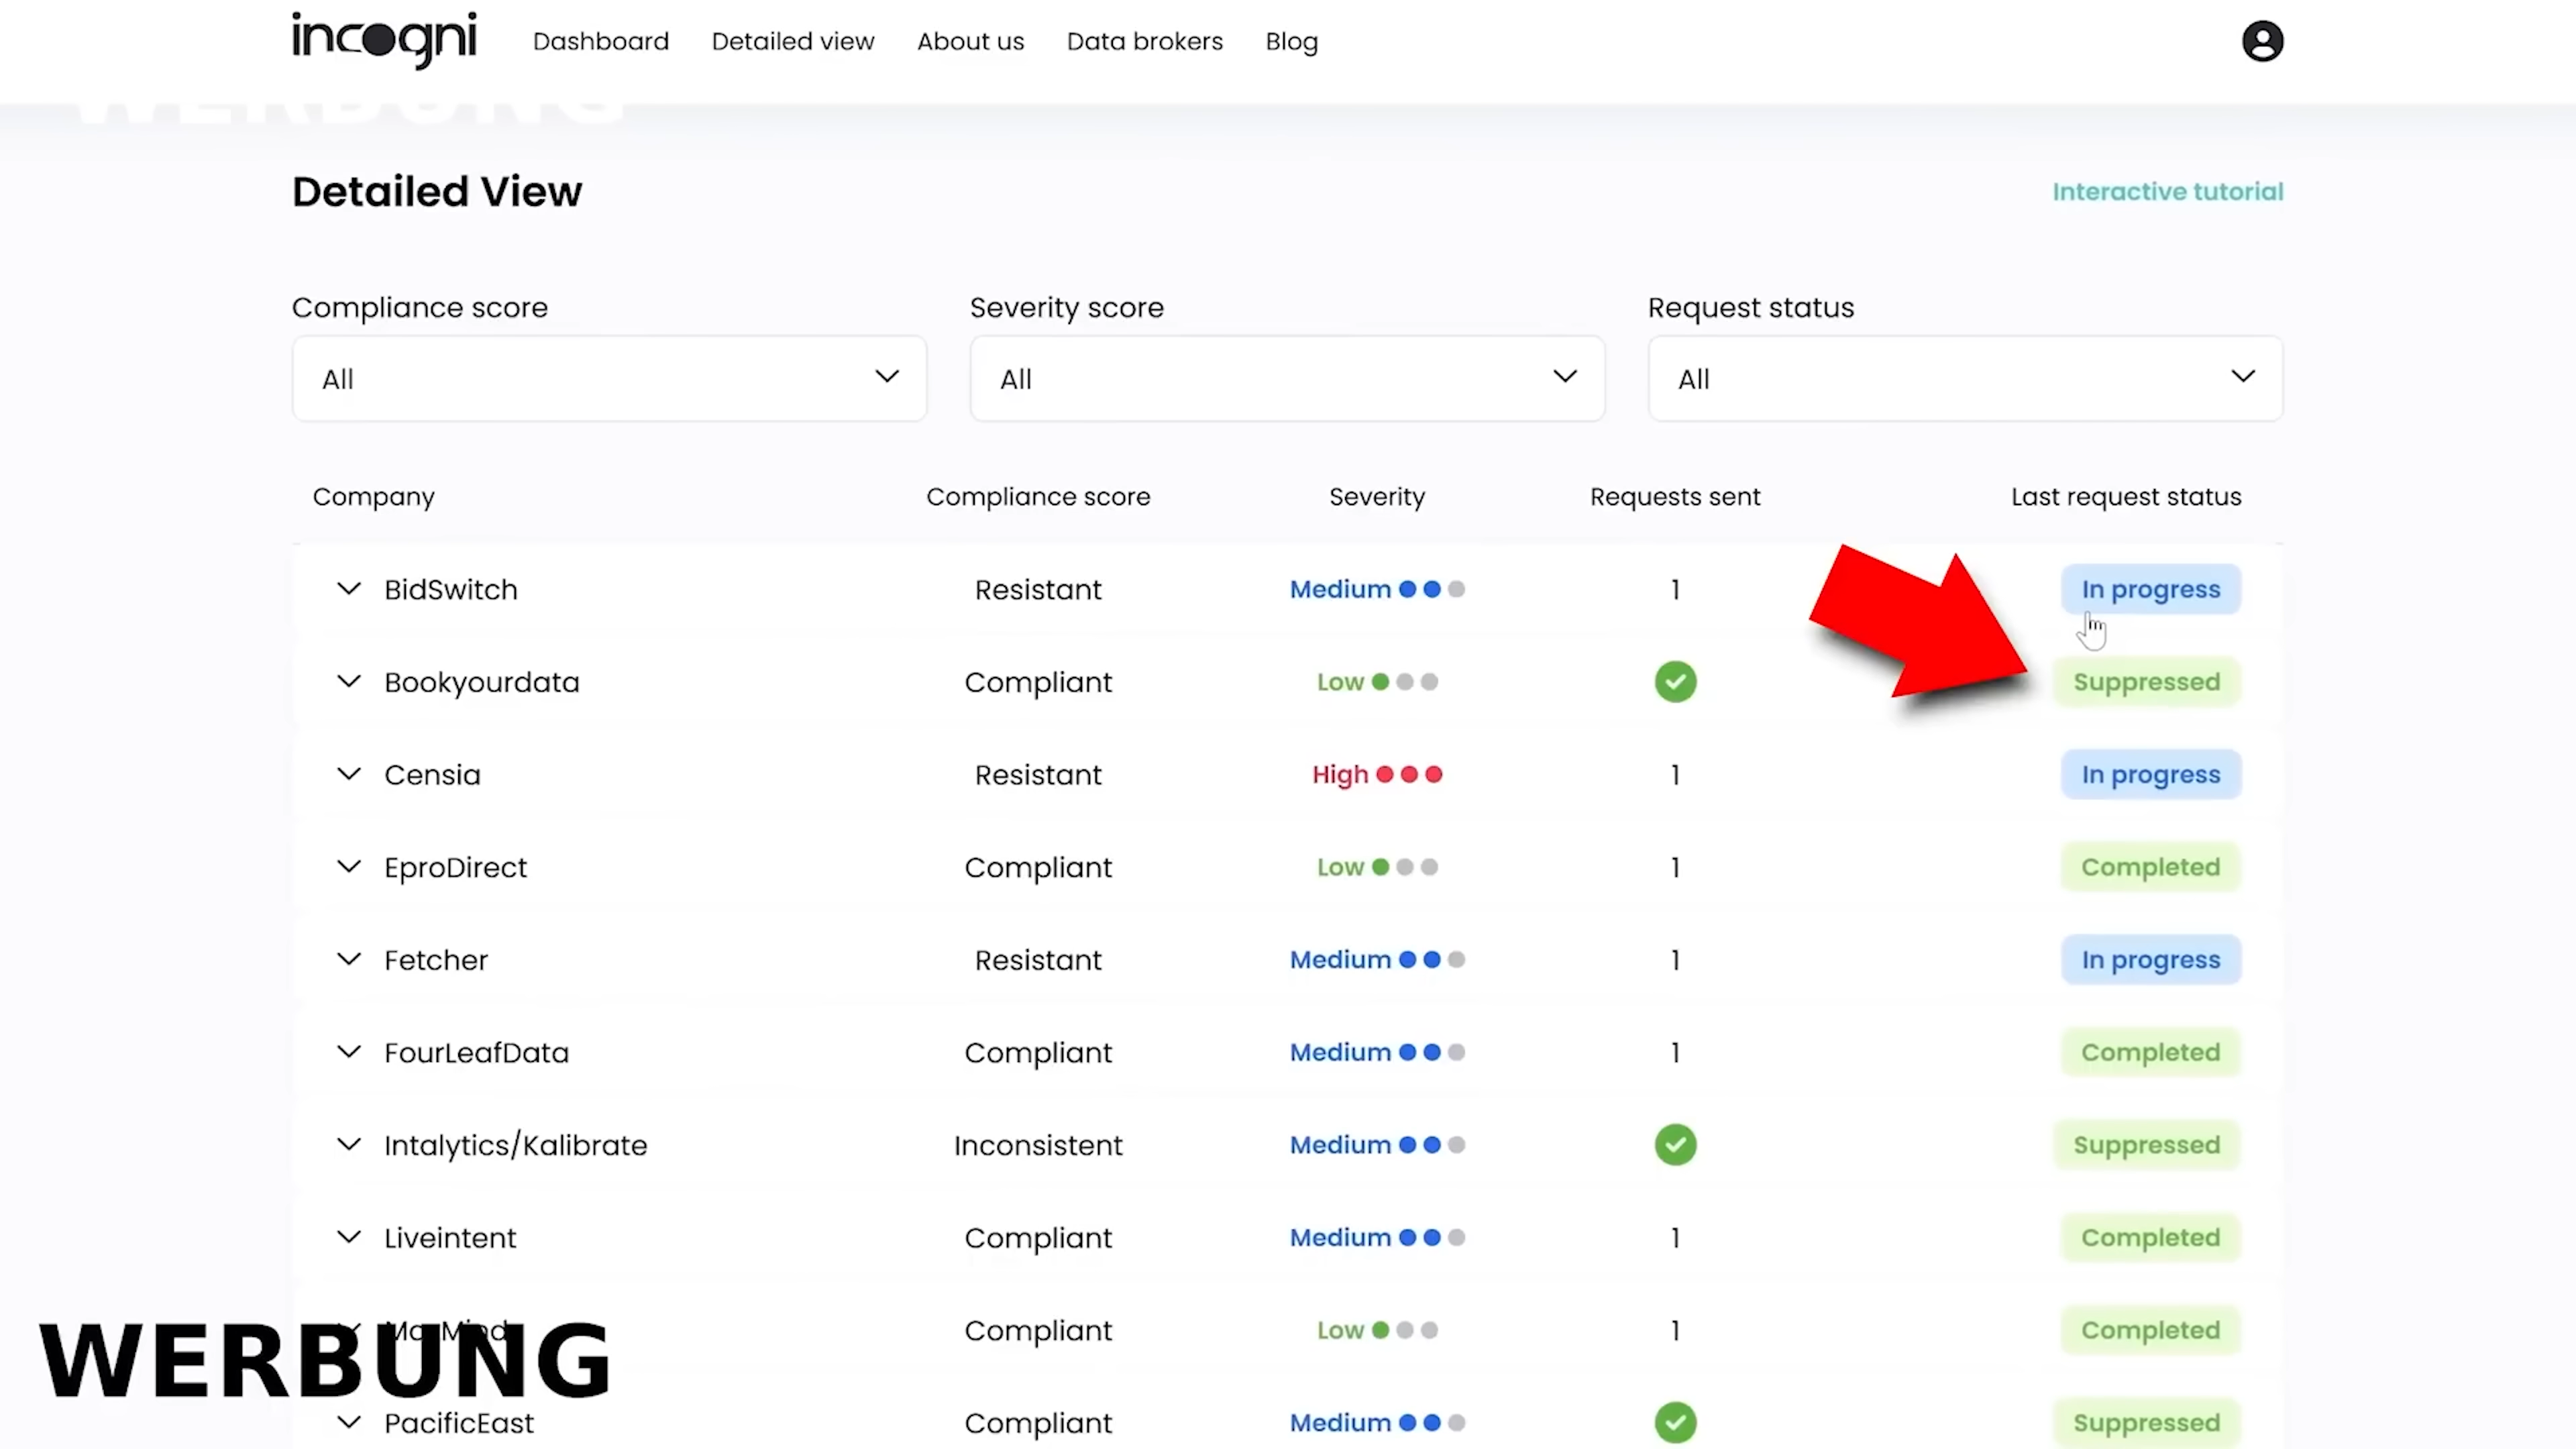 incogni Dashboard Detailed view About us Data brokers Blog
WERBUNG
Detailed View Interactive tutorial
Compliance score Severity score Request status
All All All
Company Compliance score Severity Requests sent Last request status
BidSwitch Resistant Medium 1 In progress
Bookyourdata Compliant Low Suppressed
Censia Resistant High 1 In progress
EproDirect Compliant Low 1 Completed
Fetcher Resistant Medium 1 In progress
FourLeafData Compliant Medium 1 Completed
Intalytics/Kalibrate Inconsistent Medium Suppressed
Liveintent Compliant Medium 1 Completed
Compliant Low 1 Completed
WERBUNG
PacificEast Compliant Medium Suppressed